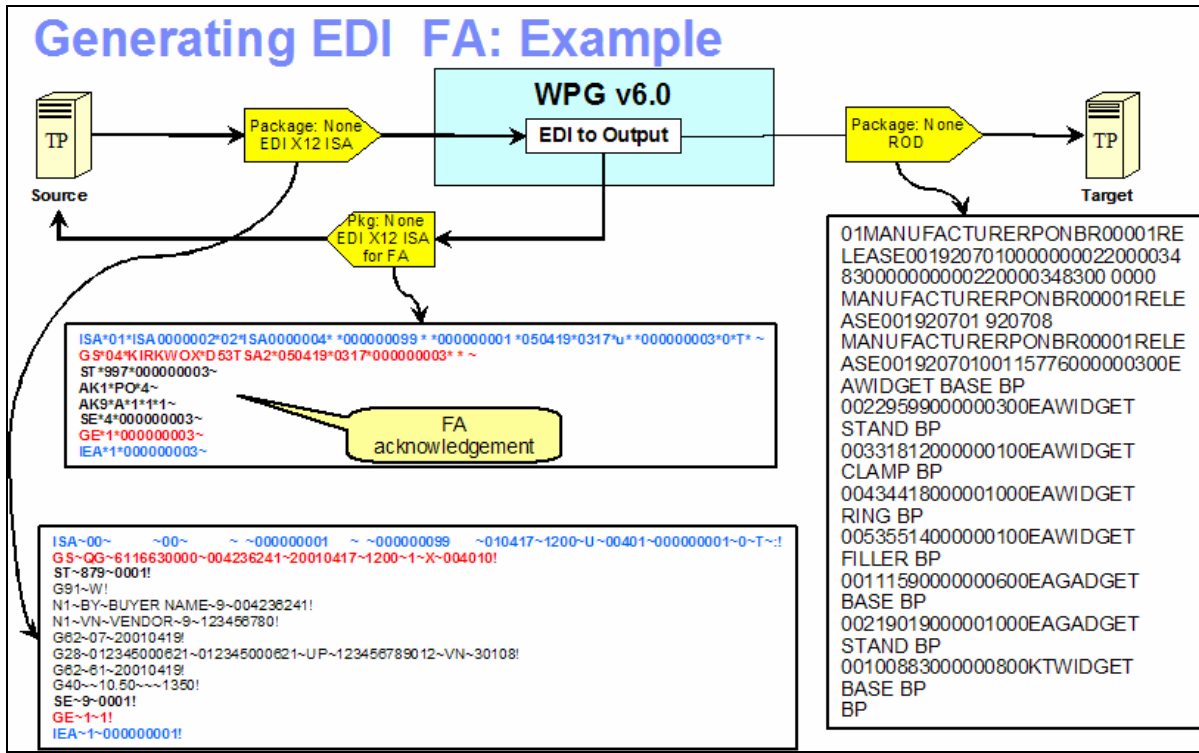 Generating EDI FA: Example
WPG v6.0
TP
Package: None
EDI X12 ISA
EDI to Output
Package: None
ROD
TP
Source
Target
Pkg: None
EDI X12 ISA
for FA
ISA*01*ISA0000002*02*ISA0000004* *000000099 * *000000001 *050419*0317*u**000000003*0*T* ~
GS*04*KIRKWOX*D53TSA2*050419*0317*000000003* * ~
ST*997*000000003~
AK1*PO*4~
AK9*A*1*1*1~
SE*4*000000003~
GE*1*000000003~
IEA*1*000000003~
FA
acknowledgement
01MANUFACTURERPONBR00001RE
LEASE0019207010000000022000034
8300000000000220000348300 0000
MANUFACTURERPONBR00001RELE
ASE001920701 920708
MANUFACTURERPONBR00001RELE
ASE001920701001157760000003​00E
AWIDGET BASE BP
002295990000003​00EAWIDGET
STAND BP
003318120000001​00EAWIDGET
CLAMP BP
00434418000001000EAWIDGET
RING BP
005355140000001​00EAWIDGET
FILLER BP
00111590000000600EAGADGET
BASE BP
00219019000001000EAGADGET
STAND BP
00100883000000800KTWIDGET
BASE BP
BP
ISA~00~ ~00~ ~ ~000000001 ~ ~000000099 ~010417~1200~U~00401~000000001~0~T~:!
GS~QG~6116630000~004236241~20010417~1200~1~X~004010!
ST~879~0001!
G91~W!
N1~BY~BUYER NAME~9~004236241!
N1~VN~VENDOR~9~123456780!
G62~07~20010419!
G28~012345000621~012345000621~UP~123456789012~VN~30108!
G62~61~20010419!
G40~~10.50~~~1350!
SE~9~0001!
GE~1~1!
IEA~1~000000001!